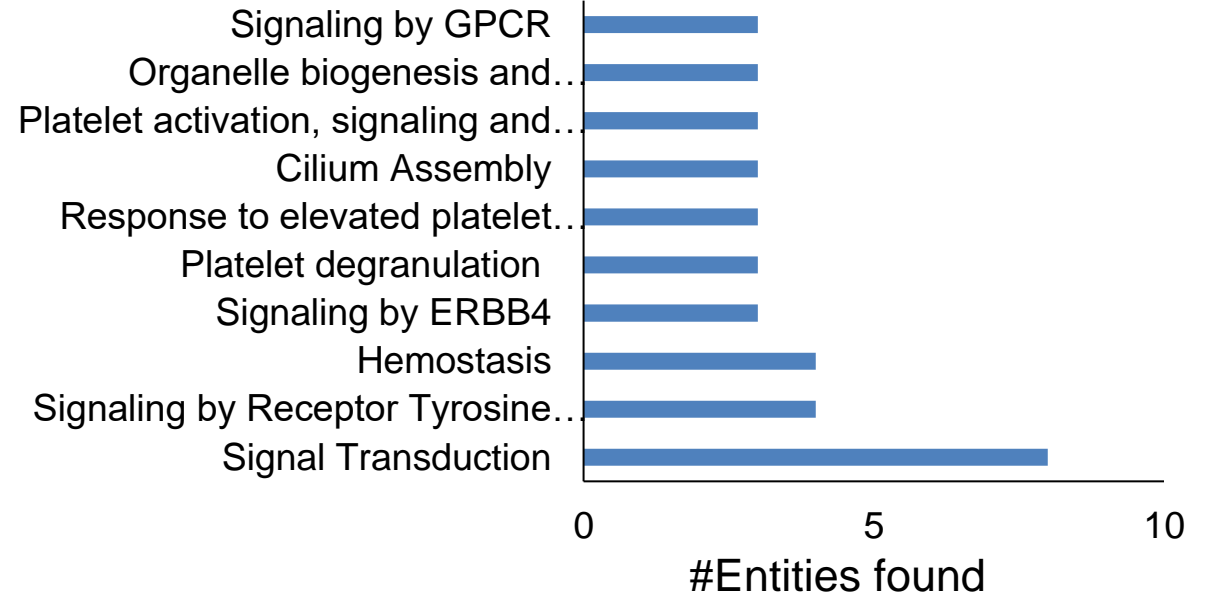 Signaling by GPCR
Organelle biogenesis and…
Platelet activation, signaling and…
Cilium Assembly
Response to elevated platelet…
Platelet degranulation
Signaling by ERBB4
Hemostasis
Signaling by Receptor Tyrosine…
Signal Transduction
0 5 10
#Entities found